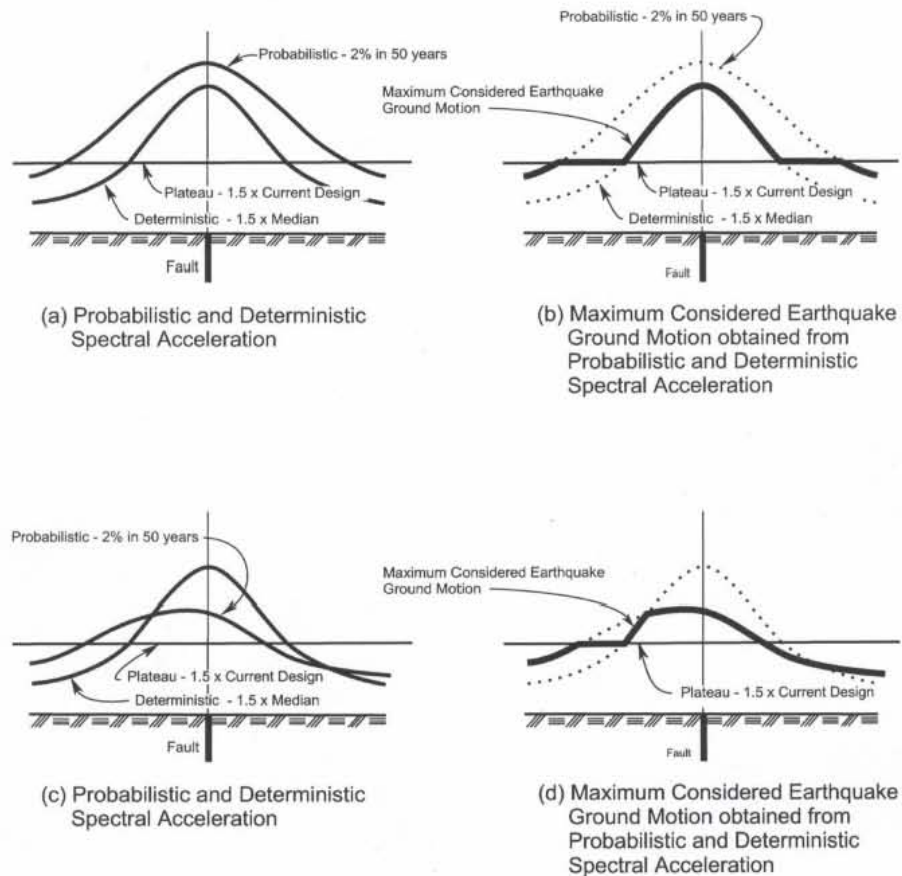 Probabilistic - 2% in 50 years
Plateau - 1.5 x Current Design
Deterministic - 1.5 x Median
Fault
(a) Probabilistic and Deterministic
Spectral Acceleration
Probabilistic - 2% in 50 years
Maximum Considered Earthquake
Ground Motion
Plateau - 1.5 x Current Design
Deterministic - 1.5 x Median
Fault
(b) Maximum Considered Earthquake
Ground Motion obtained from
Probabilistic and Deterministic
Spectral Acceleration
Probabilistic - 2% in 50 years
Plateau - 1.5 x Current Design
Deterministic - 1.5 x Median
Fault
(c) Probabilistic and Deterministic
Spectral Acceleration
Maximum Considered Earthquake
Ground Motion
Plateau - 1.5 x Current Design
Fault
(d) Maximum Considered Earthquake
Ground Motion obtained from
Probabilistic and Deterministic
Spectral Acceleration